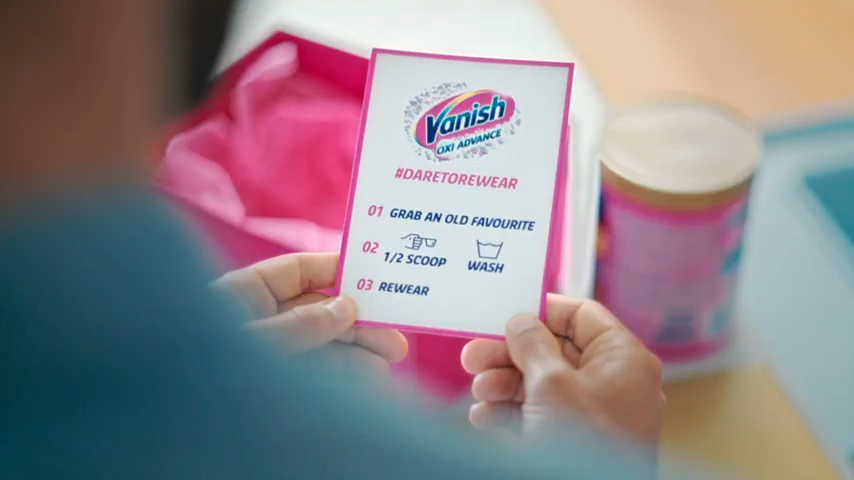 Vanish
OXI ADVANCE
#DARETOREWEAR
01 GRAB AN OLD FAVOURITE
02 1/2 SCOOP WASH
03 REWEAR